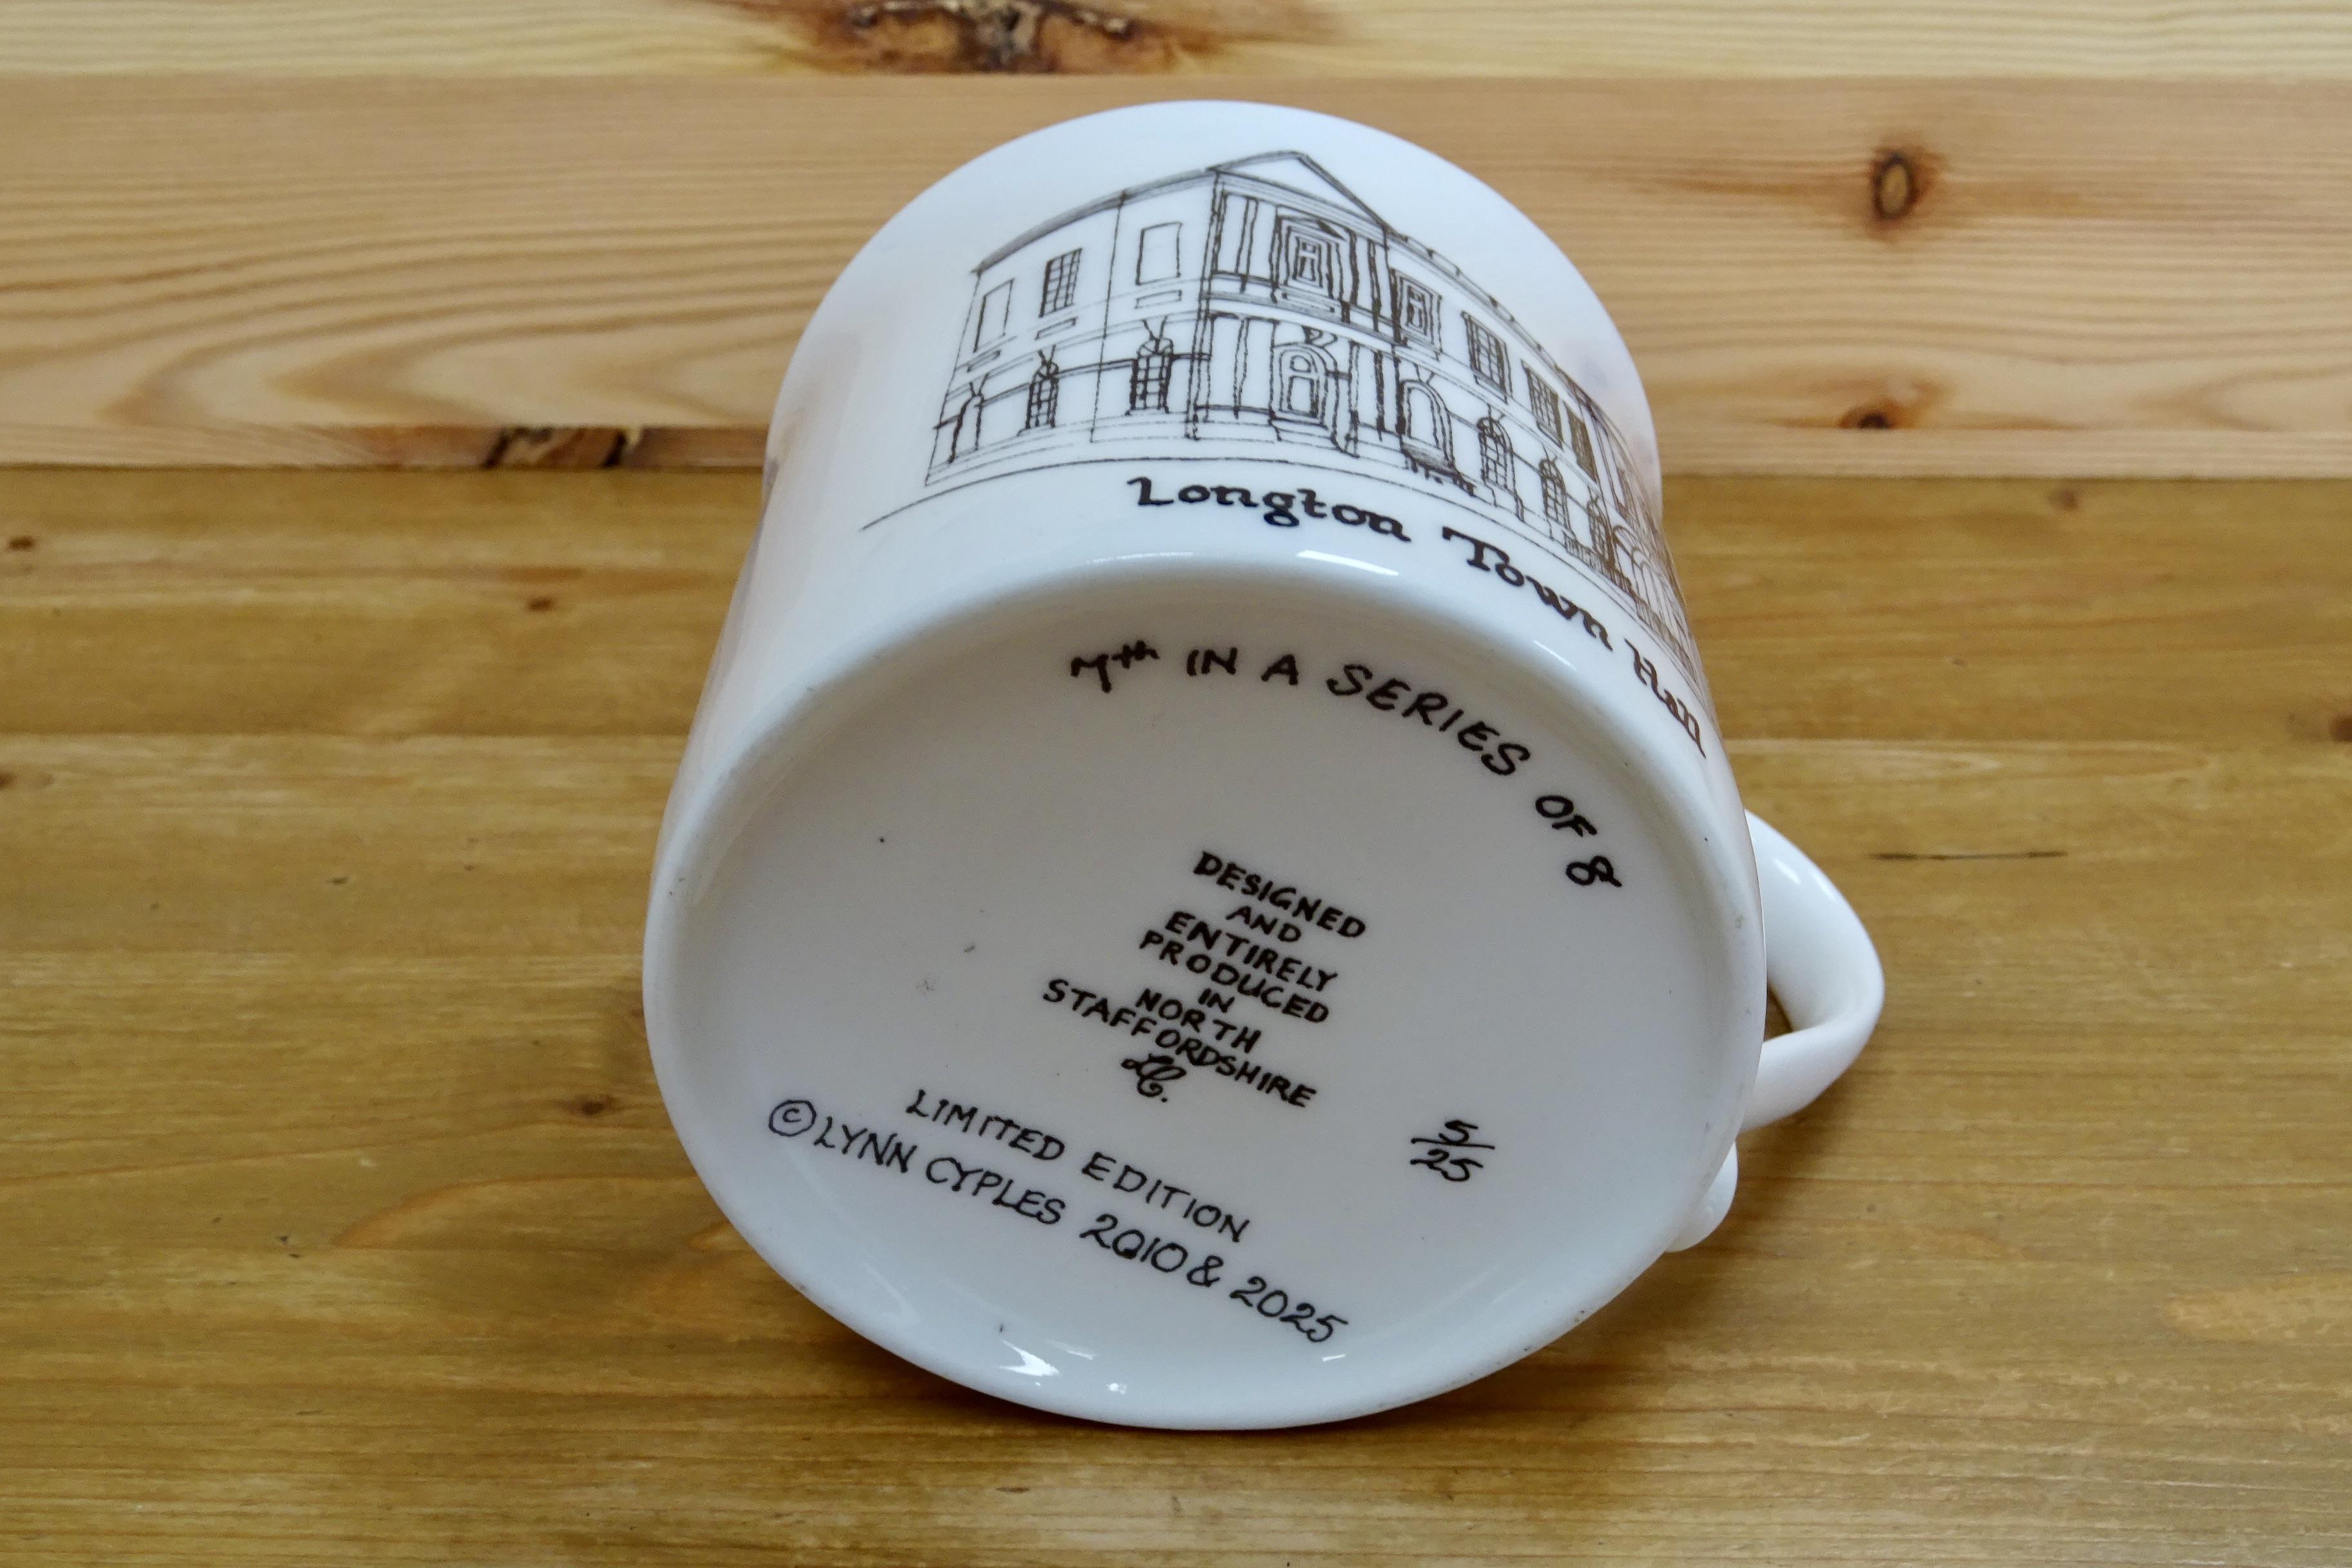 Longton Town Hall
7th IN A SERIES OF 8
DESIGNED
AND
ENTIRELY
PRODUCED
IN
NORTH
STAFFORDSHIRE
LC.
5/25
LIMITED EDITION
© LYNN CYPLES 2010 & 2025